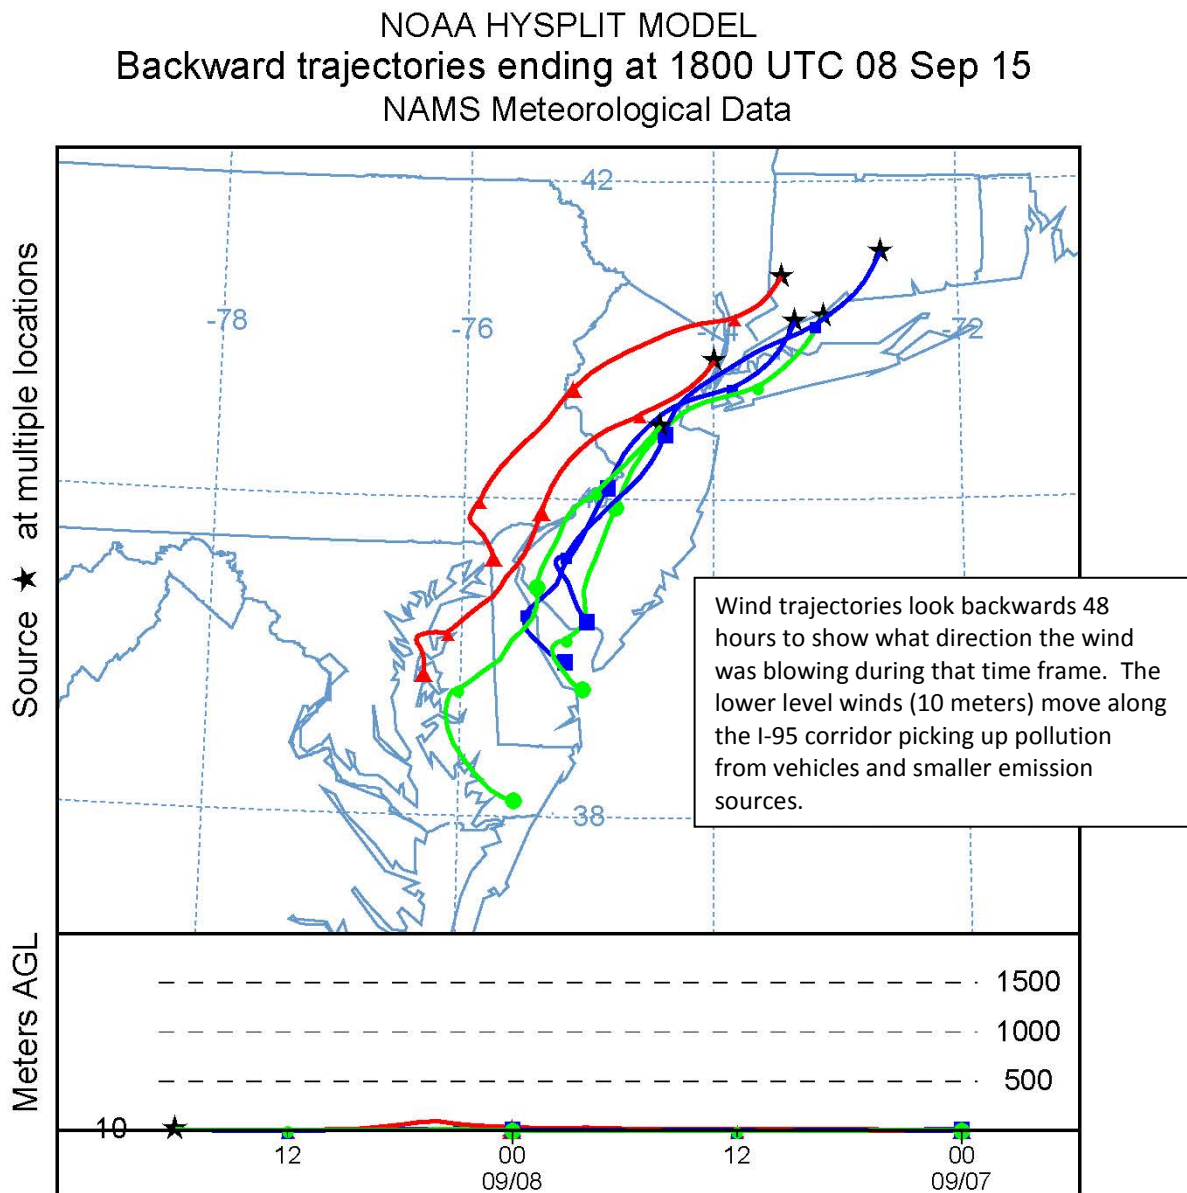 NOAA HYSPLIT MODEL
Backward trajectories ending at 1800 UTC 08 Sep 15
NAMS Meteorological Data
Source ★ at multiple locations
42
-78
-76
-72
38
Wind trajectories look backwards 48
hours to show what direction the wind
was blowing during that time frame. The
lower level winds (10 meters) move along
the I-95 corridor picking up pollution
from vehicles and smaller emission
sources.
Meters AGL
1500
1000
500
10
12 00 12 00
09/08 09/07